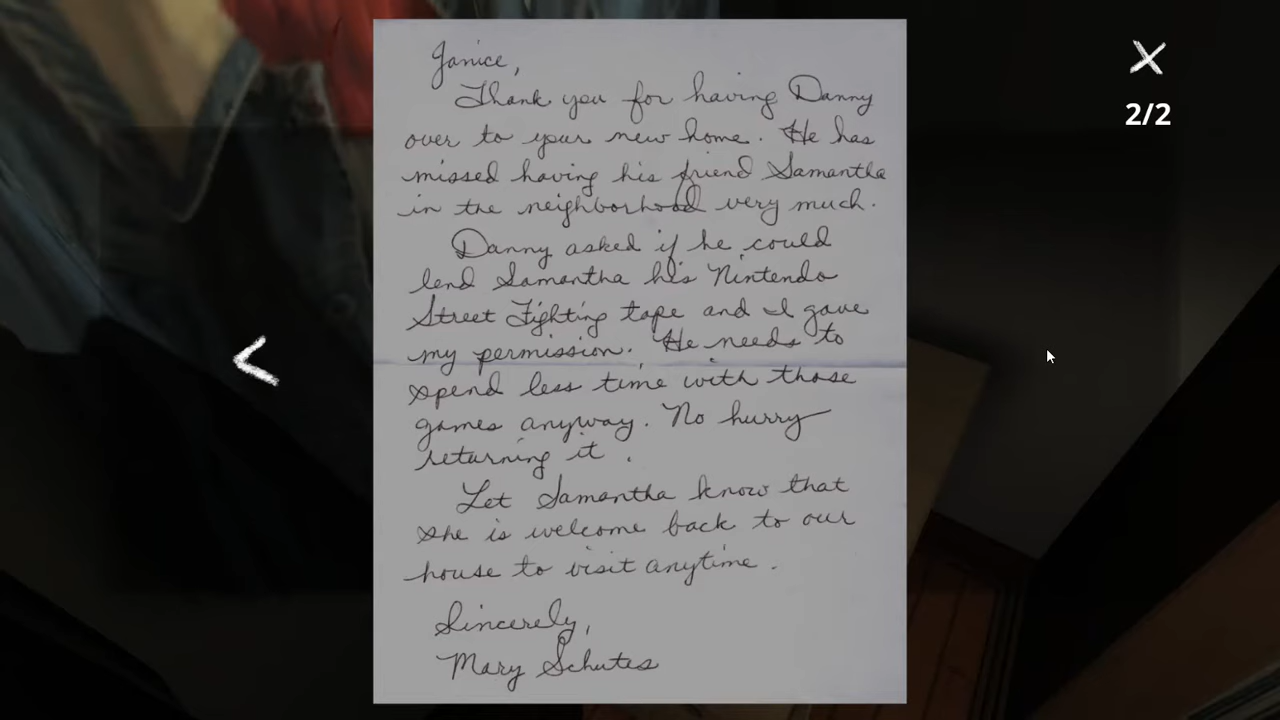 Janice,
Thank you for having Danny
over to your new home. He has
missed having his friend Samantha
in the neighborhood very much.
Danny asked if he could
lend Samantha his Nintendo
Street Fighting tape and I gave
my permission. He needs to
spend less time with those
games anyway. No hurry
returning it.
Let Samantha know that
she is welcome back to our
house to visit anytime.
Sincerely,
Mary Schutes
2/2